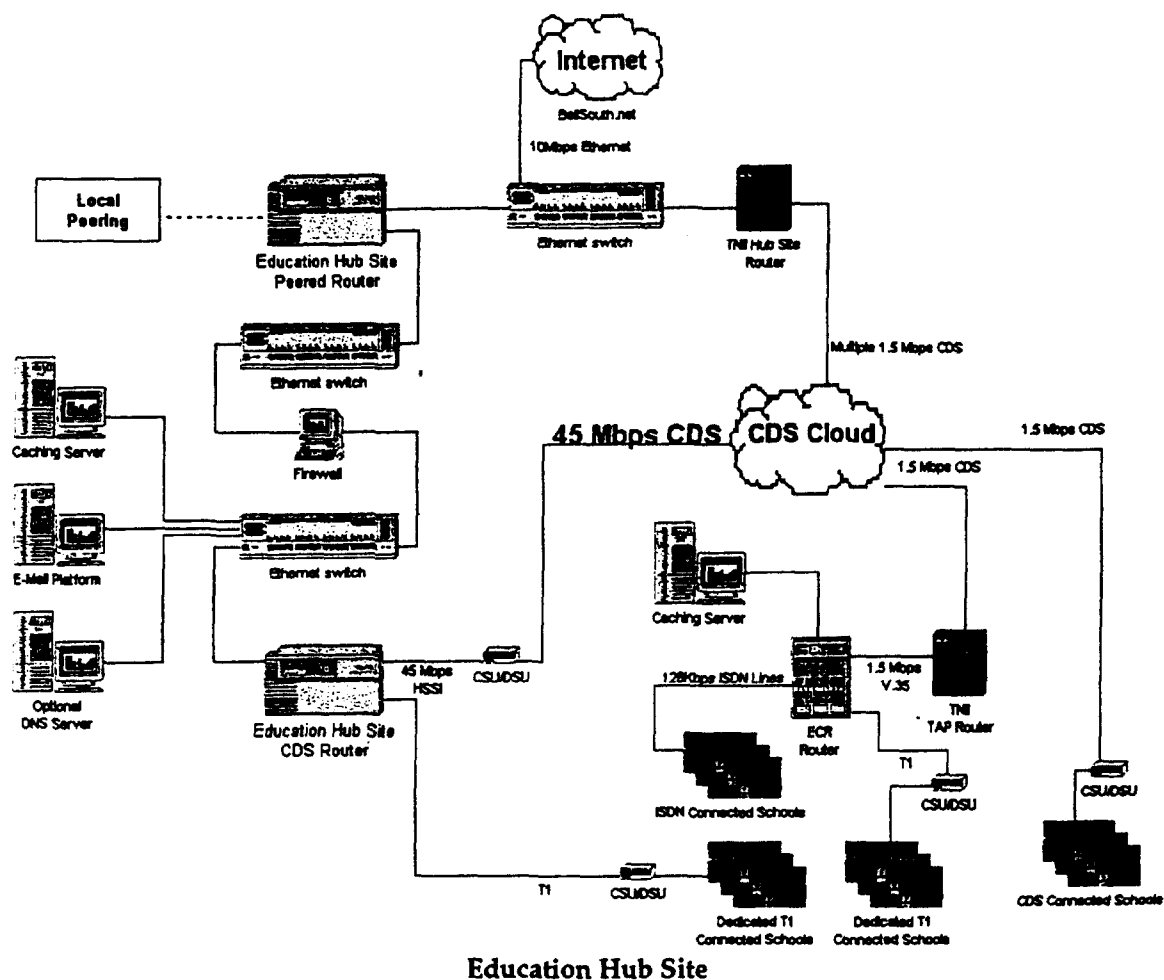 Internet
BellSouth.net
10Mbps Ethernet
Local
Peering
Education Hub Site
Peered Router
Ethernet switch
TNII Hub Site
Router
Multiple 1.5 Mbps CDS
Ethernet switch
Caching Server
Firewall
45 Mbps CDS
CDS Cloud
1.5 Mbps CDS
1.5 Mbps CDS
E-Mail Platform
Ethernet switch
Caching Server
Optional
DNS Server
45 Mbps
HSSI
CSU/DSU
Education Hub Site
CDS Router
128Kbps ISDN Lines
1.5 Mbps
V.35
ECR
Router
TNII
TAP Router
T1
ISDN Connected Schools
CSU/DSU
CSU/DSU
T1
CSU/DSU
Dedicated T1
Connected Schools
Dedicated T1
Connected Schools
CDS Connected Schools
Education Hub Site